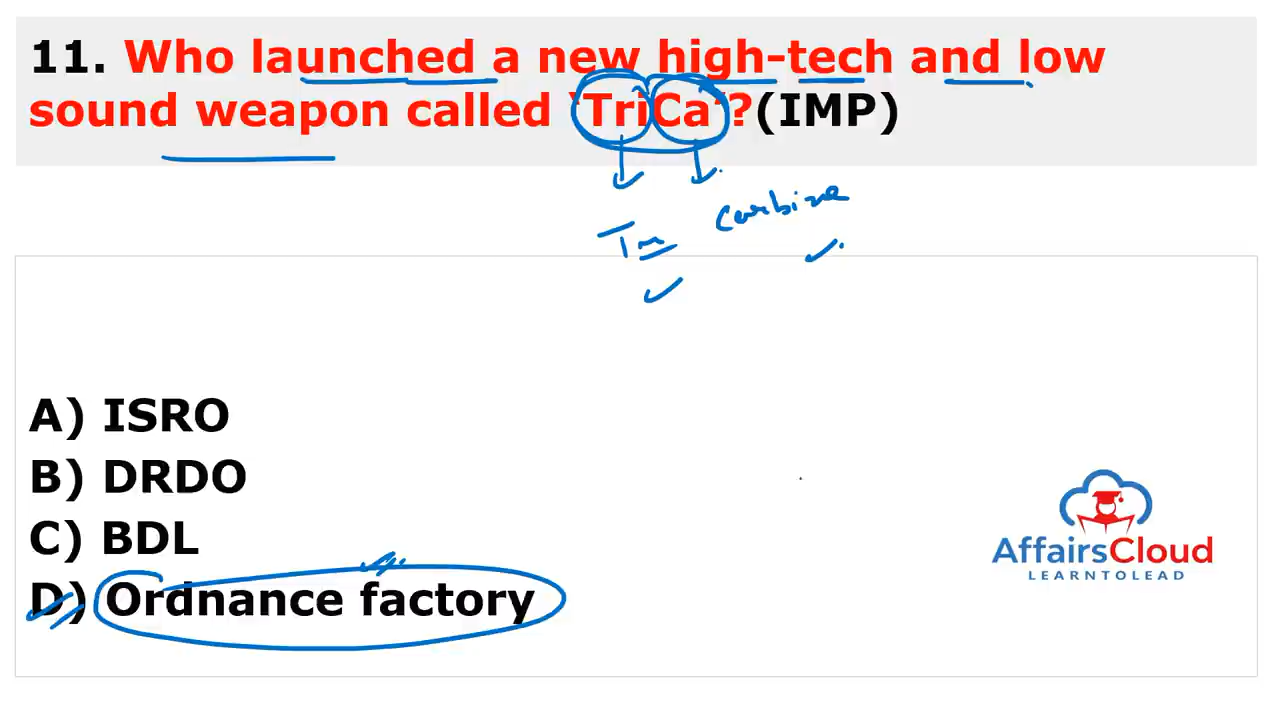 11. Who launched a new high-tech and low
sound weapon called 'TriCa'?(IMP)
Carbine
A) ISRO
B) DRDO
C) BDL
D) Ordnance factory
AffairsCloud
LEARNTOLEAD